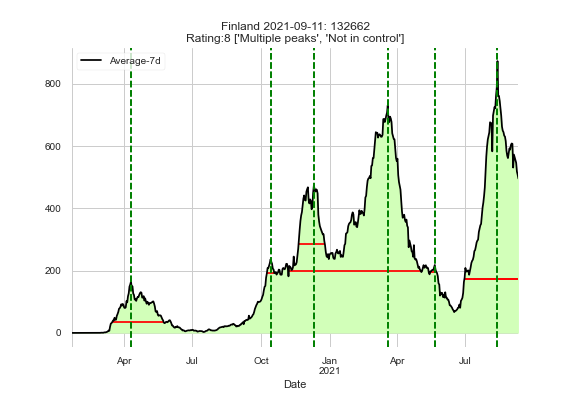 Finland 2021-09-11: 132662
Rating:8 ['Multiple peaks', 'Not in control']
Average-7d
800
600
400
200
0
Apr Jul Oct Jan Apr Jul
2021
Date